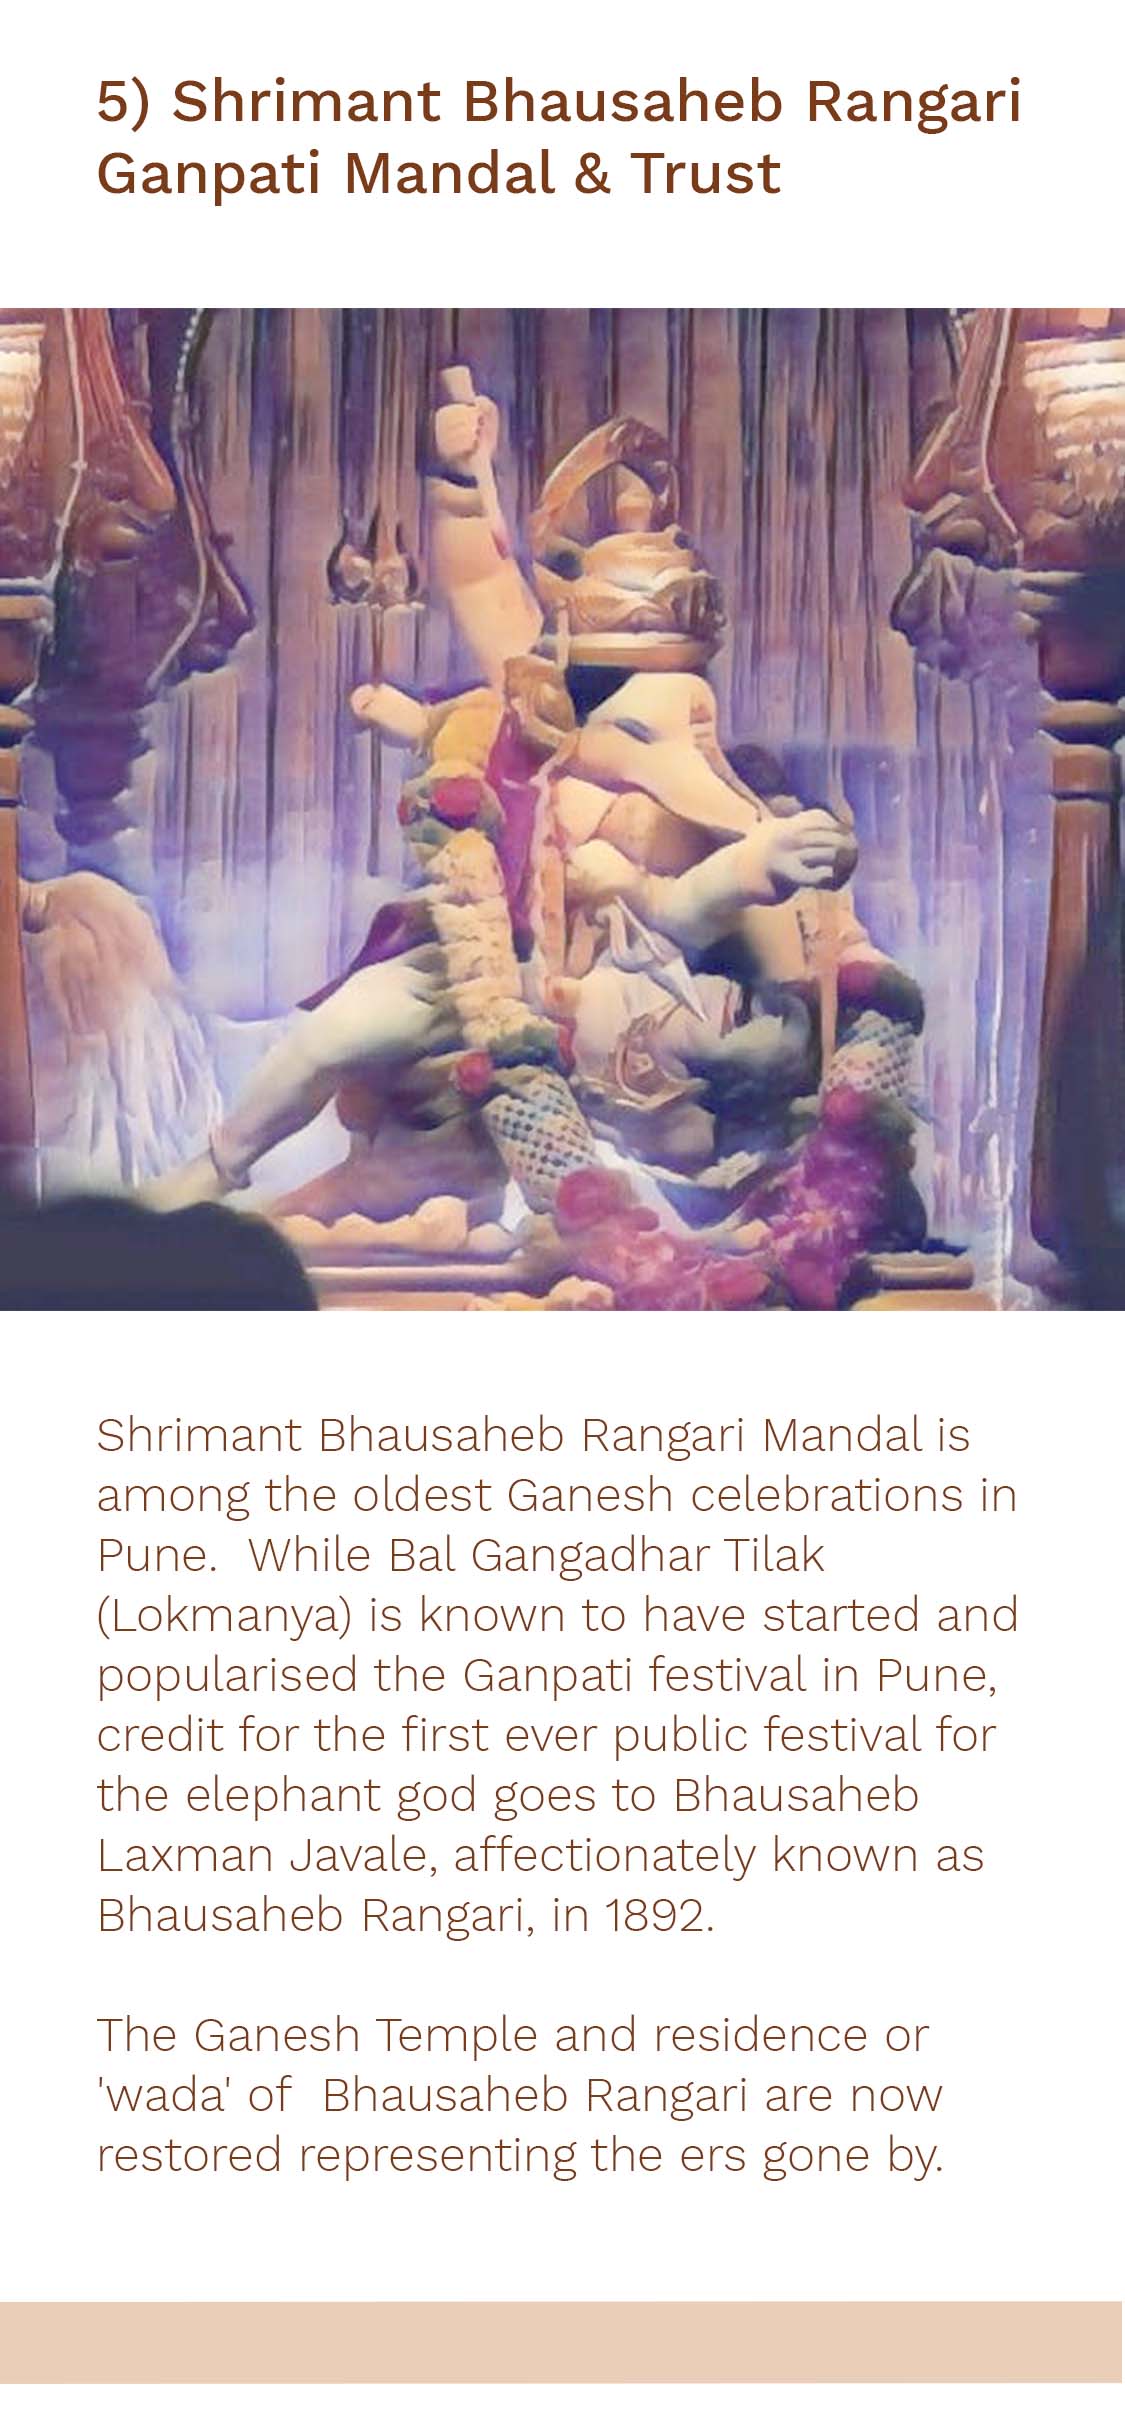 5) Shrimant Bhausaheb Rangari
Ganpati Mandal & Trust
Shrimant Bhausaheb Rangari Mandal is
among the oldest Ganesh celebrations in
Pune.  While Bal Gangadhar Tilak
(Lokmanya) is known to have started and
popularised the Ganpati festival in Pune,
credit for the first ever public festival for
the elephant god goes to Bhausaheb
Laxman Javale, affectionately known as
Bhausaheb Rangari, in 1892.
The Ganesh Temple and residence or
'wada' of  Bhausaheb Rangari are now
restored representing the ers gone by.